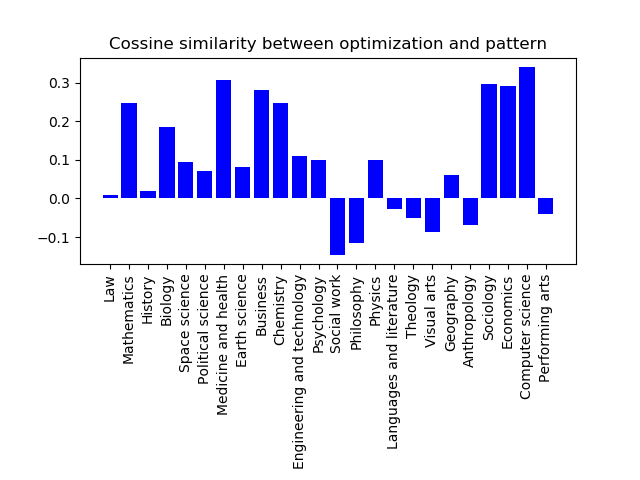 Cossine similarity between optimization and pattern
0.3
0.2
0.1
0.0
−0.1
Law
Mathematics
History
Biology
Space science
Political science
Medicine and health
Earth science
Business
Chemistry
Engineering and technology
Psychology
Social work
Philosophy
Physics
Languages and literature
Theology
Visual arts
Geography
Anthropology
Sociology
Economics
Computer science
Performing arts